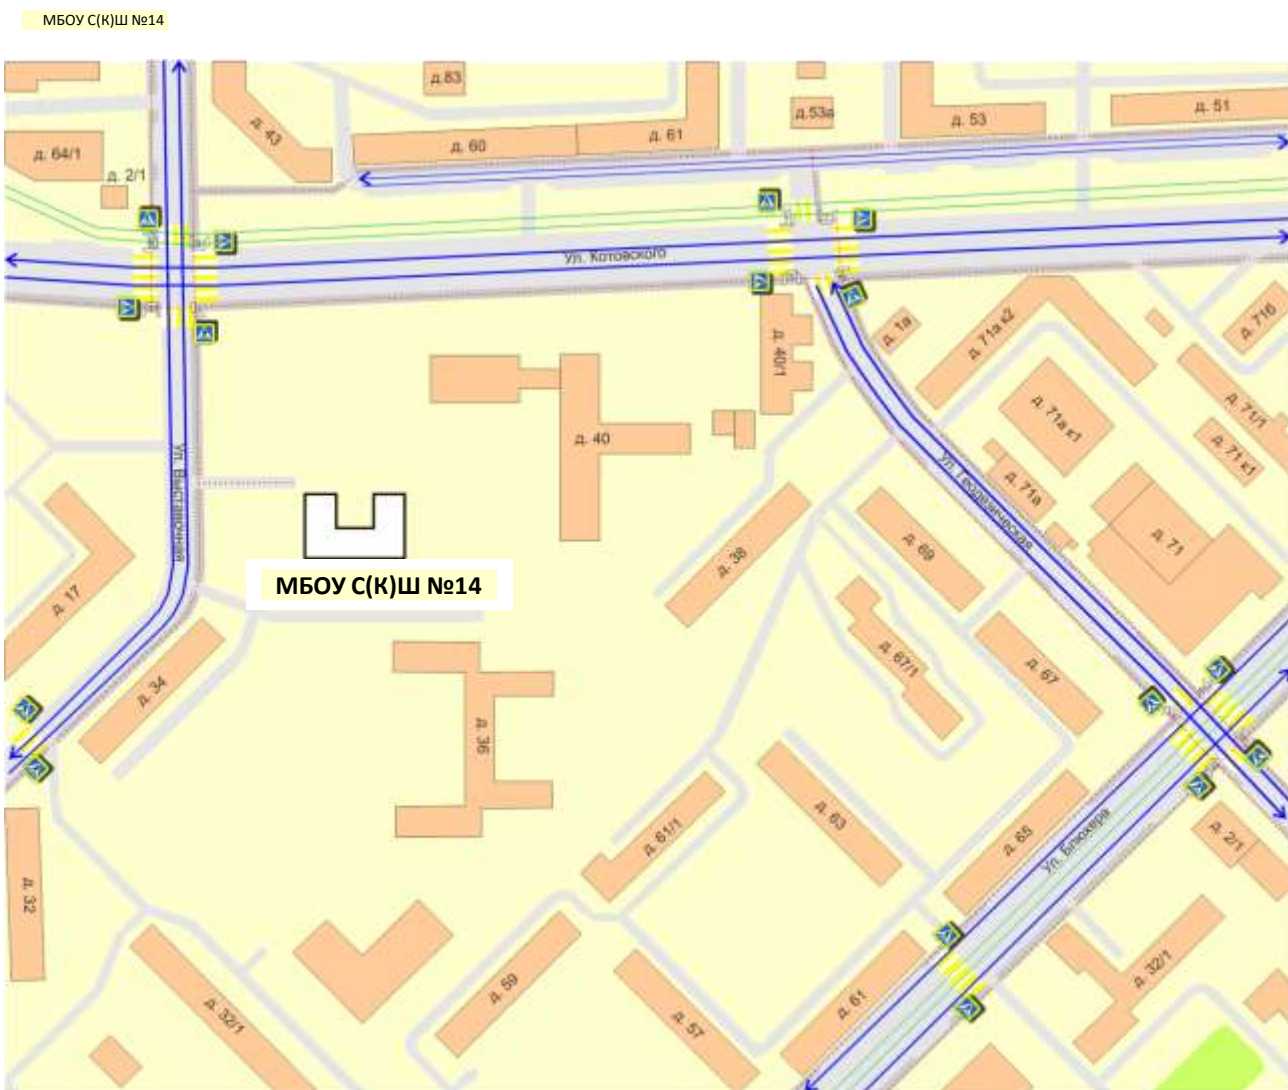 МБОУ С(К)Ш №14
д.83
д. 43
д. 60
д. 61
д.53а
д. 53
д. 51
д. 64/1
д. 2/1
Ул. Котовского
д. 40/1
д. 1а
д. 71а к2
д. 71б
д. 40
д. 71а к1
д. 71/1
д. 71 к1
Ул. Выставочная
Ул. Геодезическая
д. 71а
д. 71
д. 38
д. 69
МБОУ С(К)Ш №14
д. 17
д. 67/1
д. 67
д. 34
д. 36
д. 61/1
д. 63
д. 65
Ул. Блюхера
д. 2/1
д. 32
д. 59
д. 32/1
д. 57
д. 61
д. 32/1